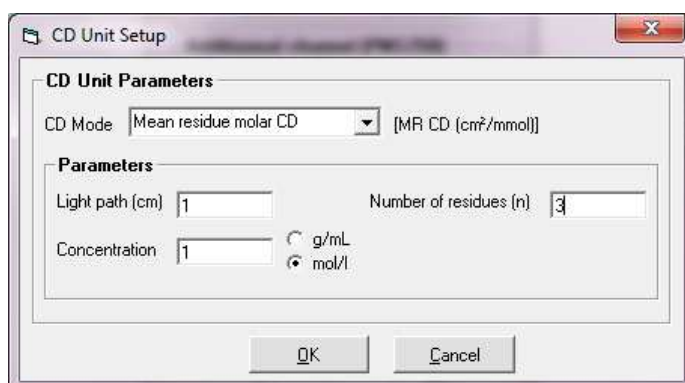 CD Unit Setup
CD Unit Parameters
CD Mode Mean residue molar CD [MR CD (cm²/mmol)]
Parameters
Light path (cm) 1 Number of residues (n) 3
Concentration 1 g/mL
mol/l
OK Cancel